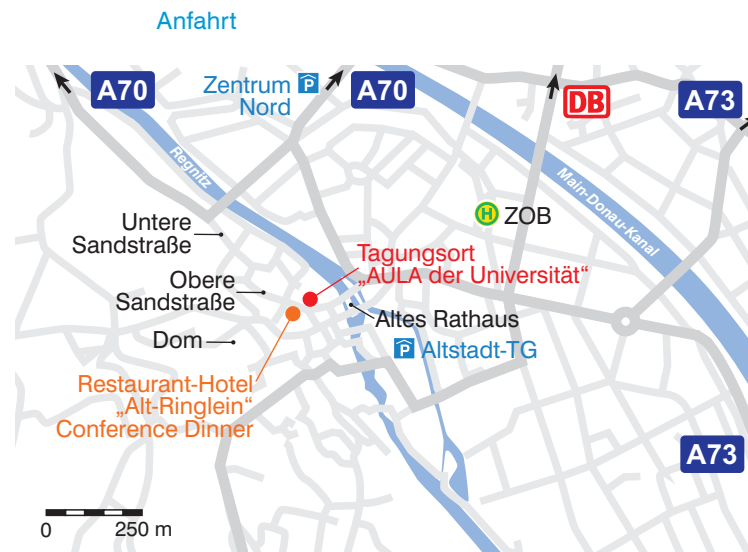 Anfahrt
A70
Zentrum P
Nord
A70
DB
A73
Regnitz
Main-Donau-Kanal
H ZOB
Untere
Sandstraße
Tagungsort
„AULA der Universität“
Obere
Sandstraße
Altes Rathaus
Dom
P Altstadt-TG
Restaurant-Hotel
„Alt-Ringlein“
Conference Dinner
A73
0 250 m